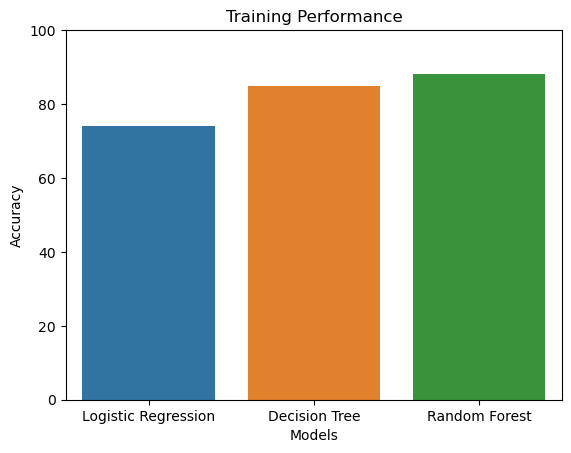 Training Performance
100
80
60
40
20
0
Accuracy
Logistic Regression Decision Tree Random Forest
Models